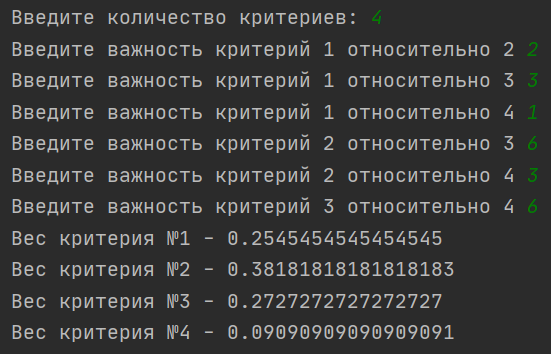 Введите количество критериев: 4
Введите важность критерий 1 относительно 2 2
Введите важность критерий 1 относительно 3 3
Введите важность критерий 1 относительно 4 1
Введите важность критерий 2 относительно 3 6
Введите важность критерий 2 относительно 4 3
Введите важность критерий 3 относительно 4 6
Вес критерия №1 - 0.2545454545454545
Вес критерия №2 - 0.38181818181818183
Вес критерия №3 - 0.2727272727272727
Вес критерия №4 - 0.09090909090909091